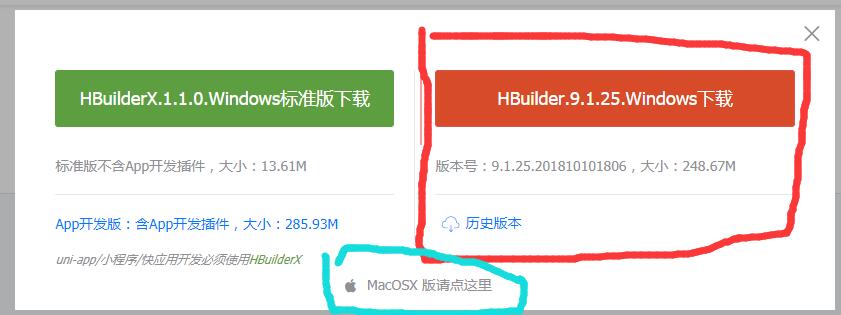 HBuilderX.1.1.0.Windows标准版下载
标准版不含App开发插件，大小：13.61M
App开发版：含App开发插件，大小：285.93M
uni-app/小程序/快应用开发必须使用HBuilderX
HBuilder.9.1.25.Windows下载
版本号：9.1.25.201810101806，大小：248.67M
历史版本
MacOSX 版请点这里